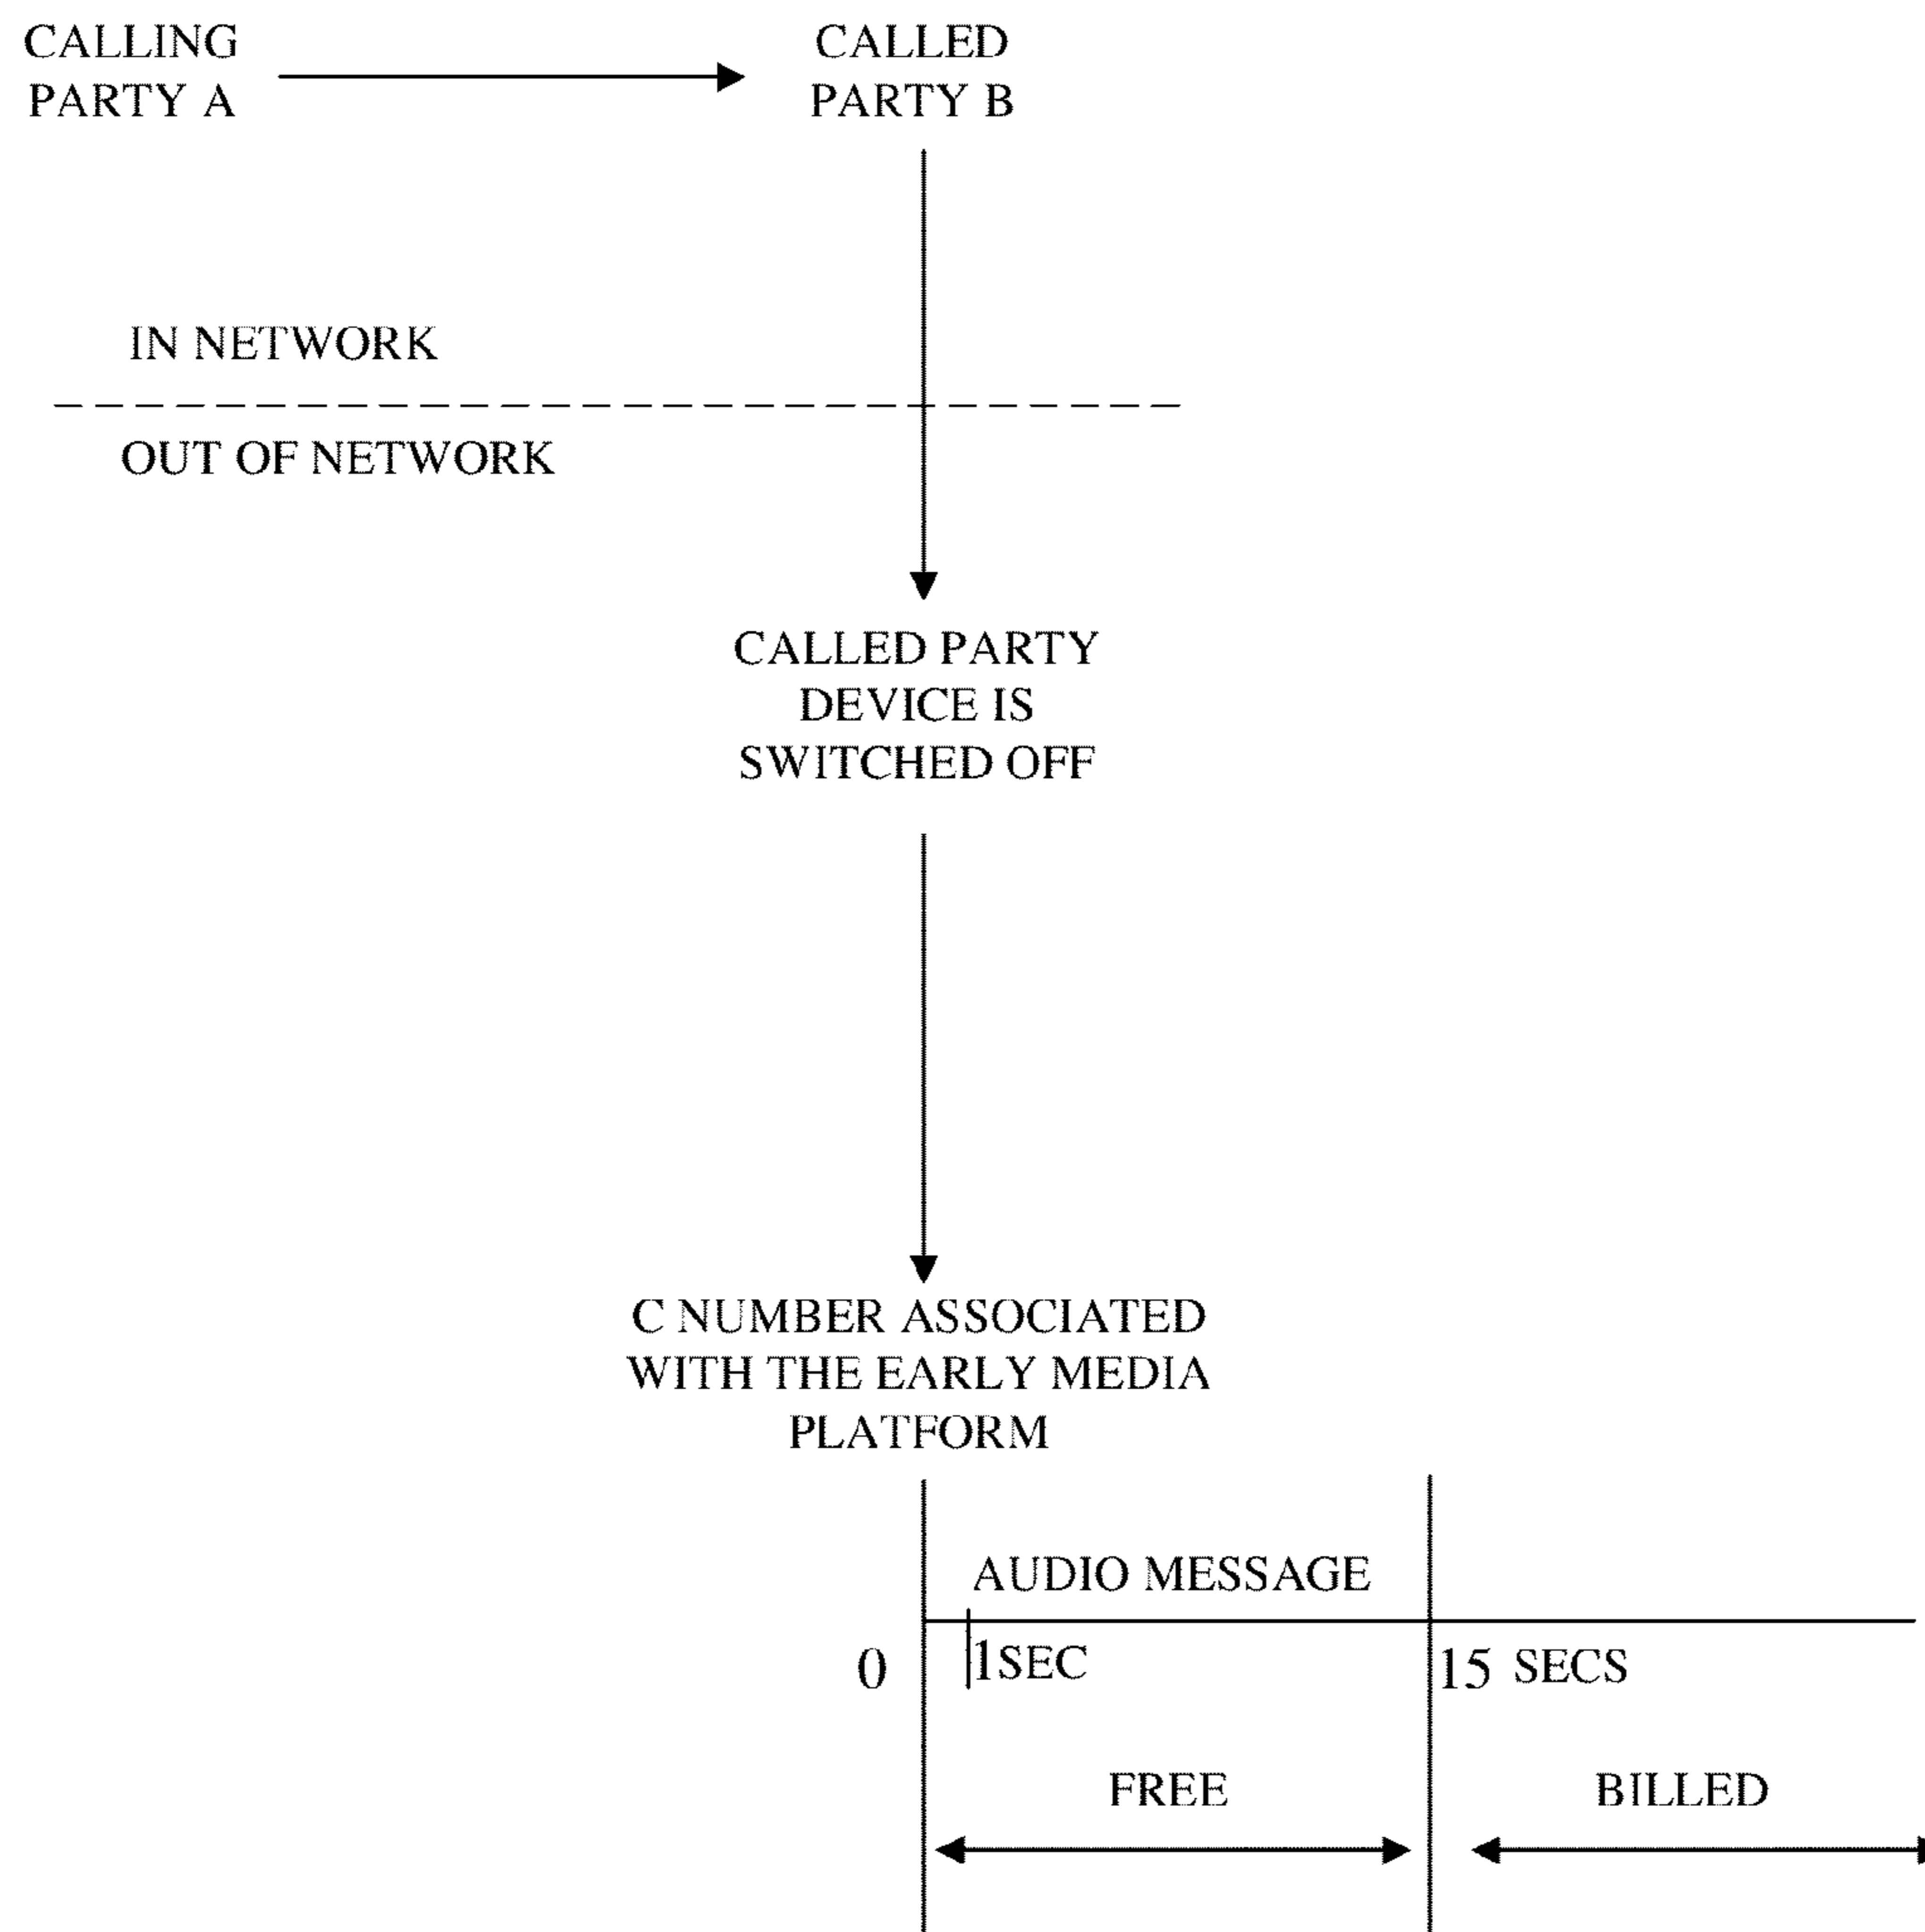 CALLING
PARTY A
CALLED
PARTY B
IN NETWORK
OUT OF NETWORK
CALLED PARTY
DEVICE IS
SWITCHED OFF
C NUMBER ASSOCIATED
WITH THE EARLY MEDIA
PLATFORM
AUDIO MESSAGE
0 1SEC 15 SECS
FREE BILLED